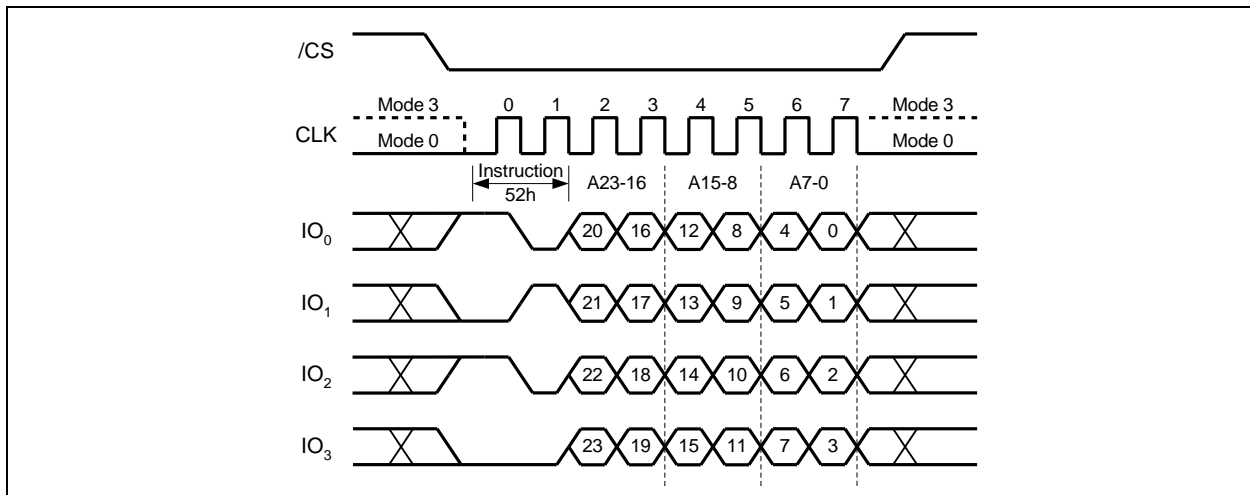 /CS
Mode 3 0 1 2 3 4 5 6 7 Mode 3
CLK Mode 0 Mode 0
Instruction
52h
A23-16 A15-8 A7-0
IO0 20 16 12 8 4 0
IO1 21 17 13 9 5 1
IO2 22 18 14 10 6 2
IO3 23 19 15 11 7 3